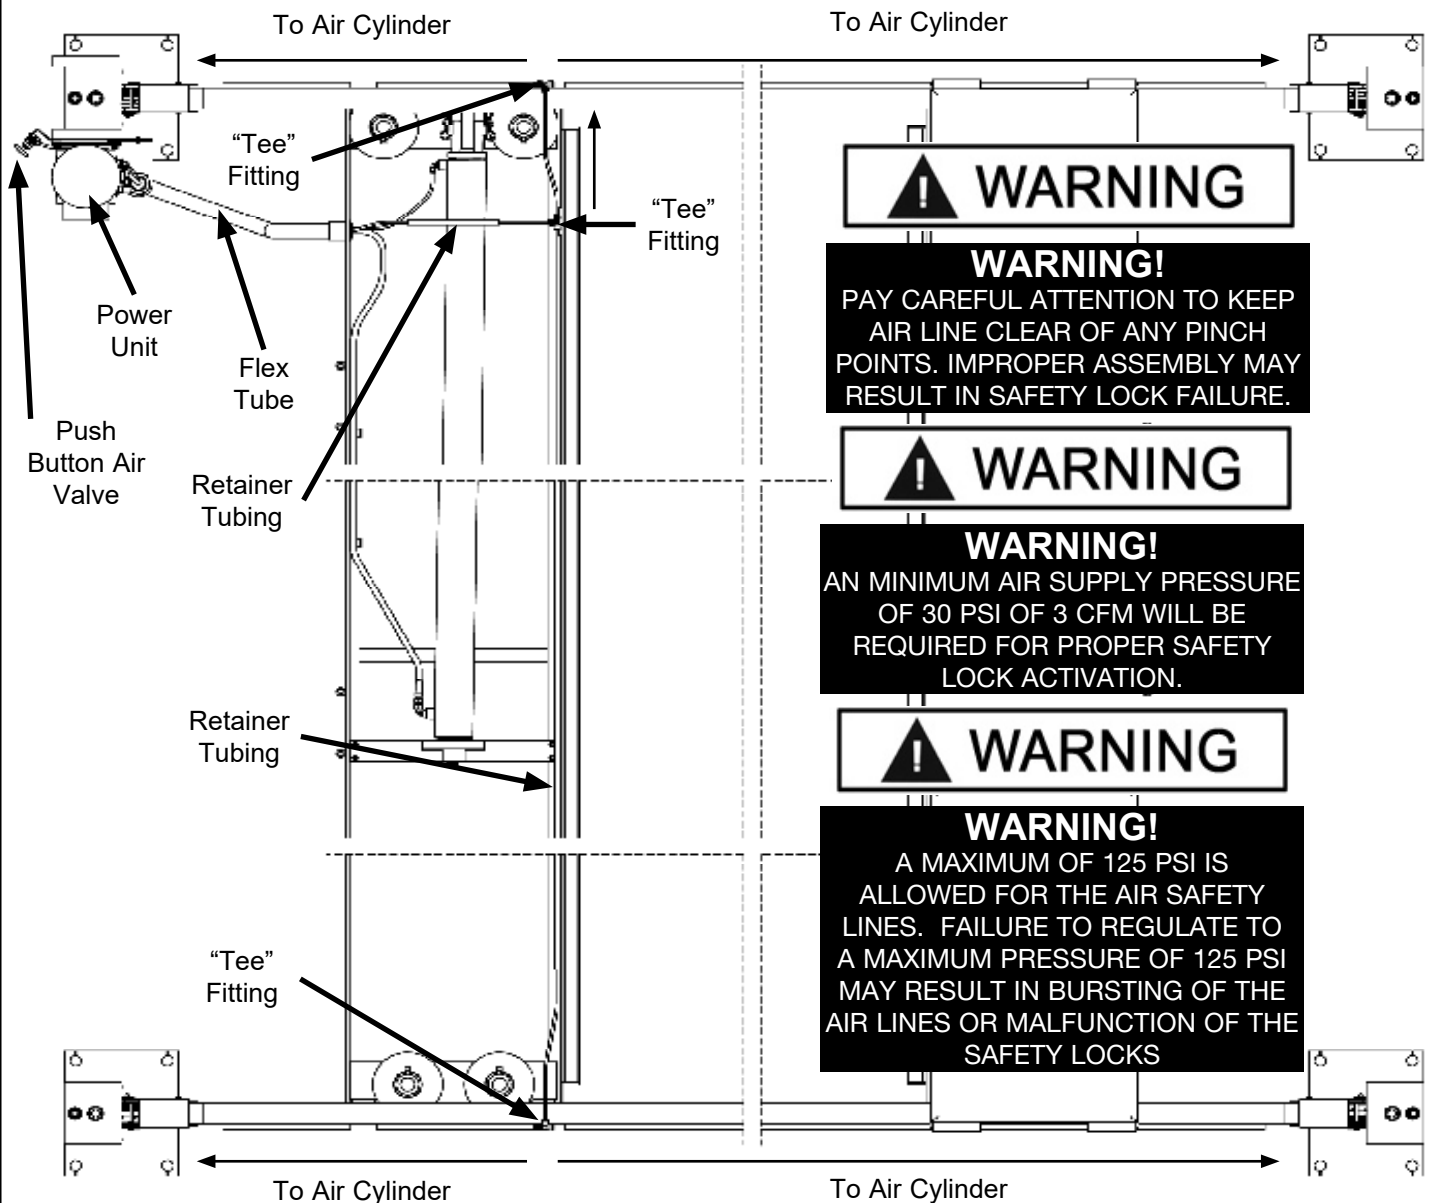 To Air Cylinder
To Air Cylinder
“Tee”
Fitting
“Tee”
Fitting
Power
Unit
Flex
Tube
Push
Button Air
Valve
Retainer
Tubing
Retainer
Tubing
“Tee”
Fitting
WARNING
WARNING!
PAY CAREFUL ATTENTION TO KEEP
AIR LINE CLEAR OF ANY PINCH
POINTS. IMPROPER ASSEMBLY MAY
RESULT IN SAFETY LOCK FAILURE.
WARNING
WARNING!
AN MINIMUM AIR SUPPLY PRESSURE
OF 30 PSI OF 3 CFM WILL BE
REQUIRED FOR PROPER SAFETY
LOCK ACTIVATION.
WARNING
WARNING!
A MAXIMUM OF 125 PSI IS
ALLOWED FOR THE AIR SAFETY
LINES. FAILURE TO REGULATE TO
A MAXIMUM PRESSURE OF 125 PSI
MAY RESULT IN BURSTING OF THE
AIR LINES OR MALFUNCTION OF THE
SAFETY LOCKS
To Air Cylinder
To Air Cylinder